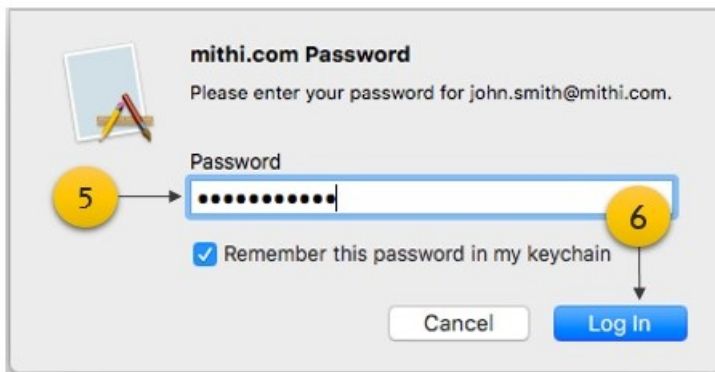 mithi.com Password
Please enter your password for john.smith@mithi.com.
Password
5
•••••••••••
6
Remember this password in my keychain
Cancel
Log In